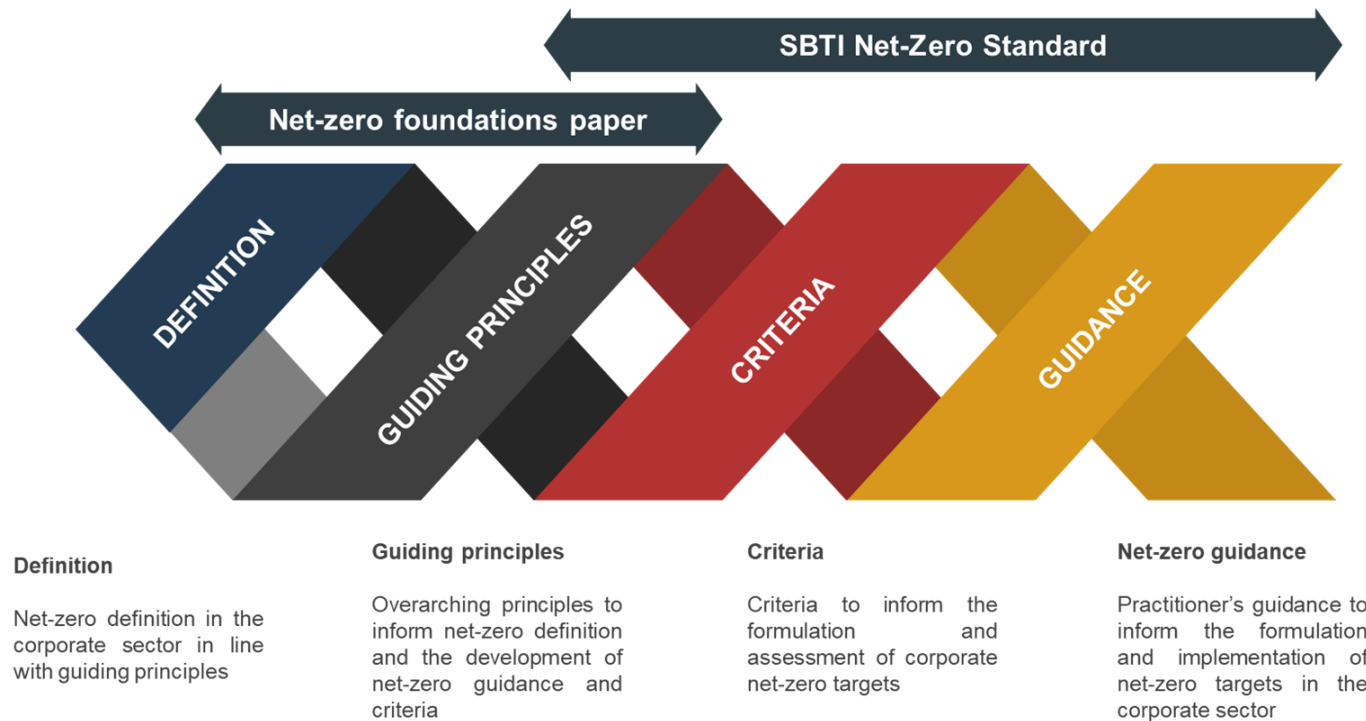 SBTI Net-Zero Standard
Net-zero foundations paper
DEFINITION
GUIDING PRINCIPLES
CRITERIA
GUIDANCE
Definition
Net-zero definition in the
corporate sector in line
with guiding principles
Guiding principles
Overarching principles to
inform net-zero definition
and the development of
net-zero guidance and
criteria
Criteria
Criteria to inform the
formulation and
assessment of corporate
net-zero targets
Net-zero guidance
Practitioner's guidance to
inform the formulation
and implementation of
net-zero targets in the
corporate sector